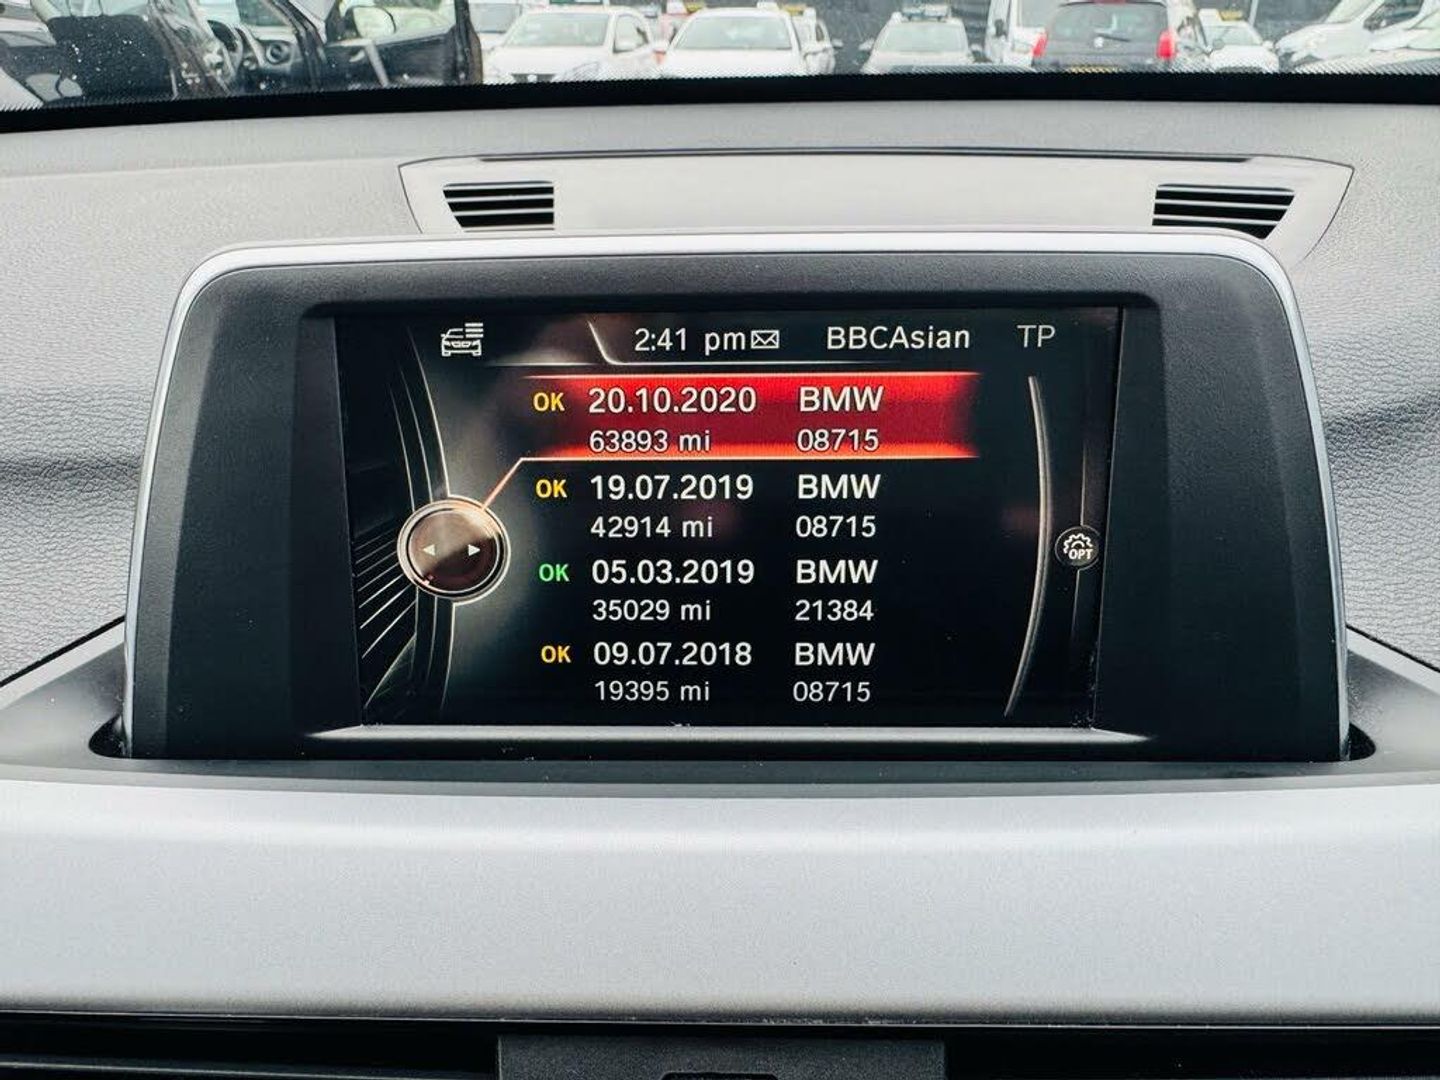 2:41 pm BBCAsian TP
OK 20.10.2020 BMW
63893 mi 08715
OK 19.07.2019 BMW
42914 mi 08715
OPT
OK 05.03.2019 BMW
35029 mi 21384
OK 09.07.2018 BMW
19395 mi 08715